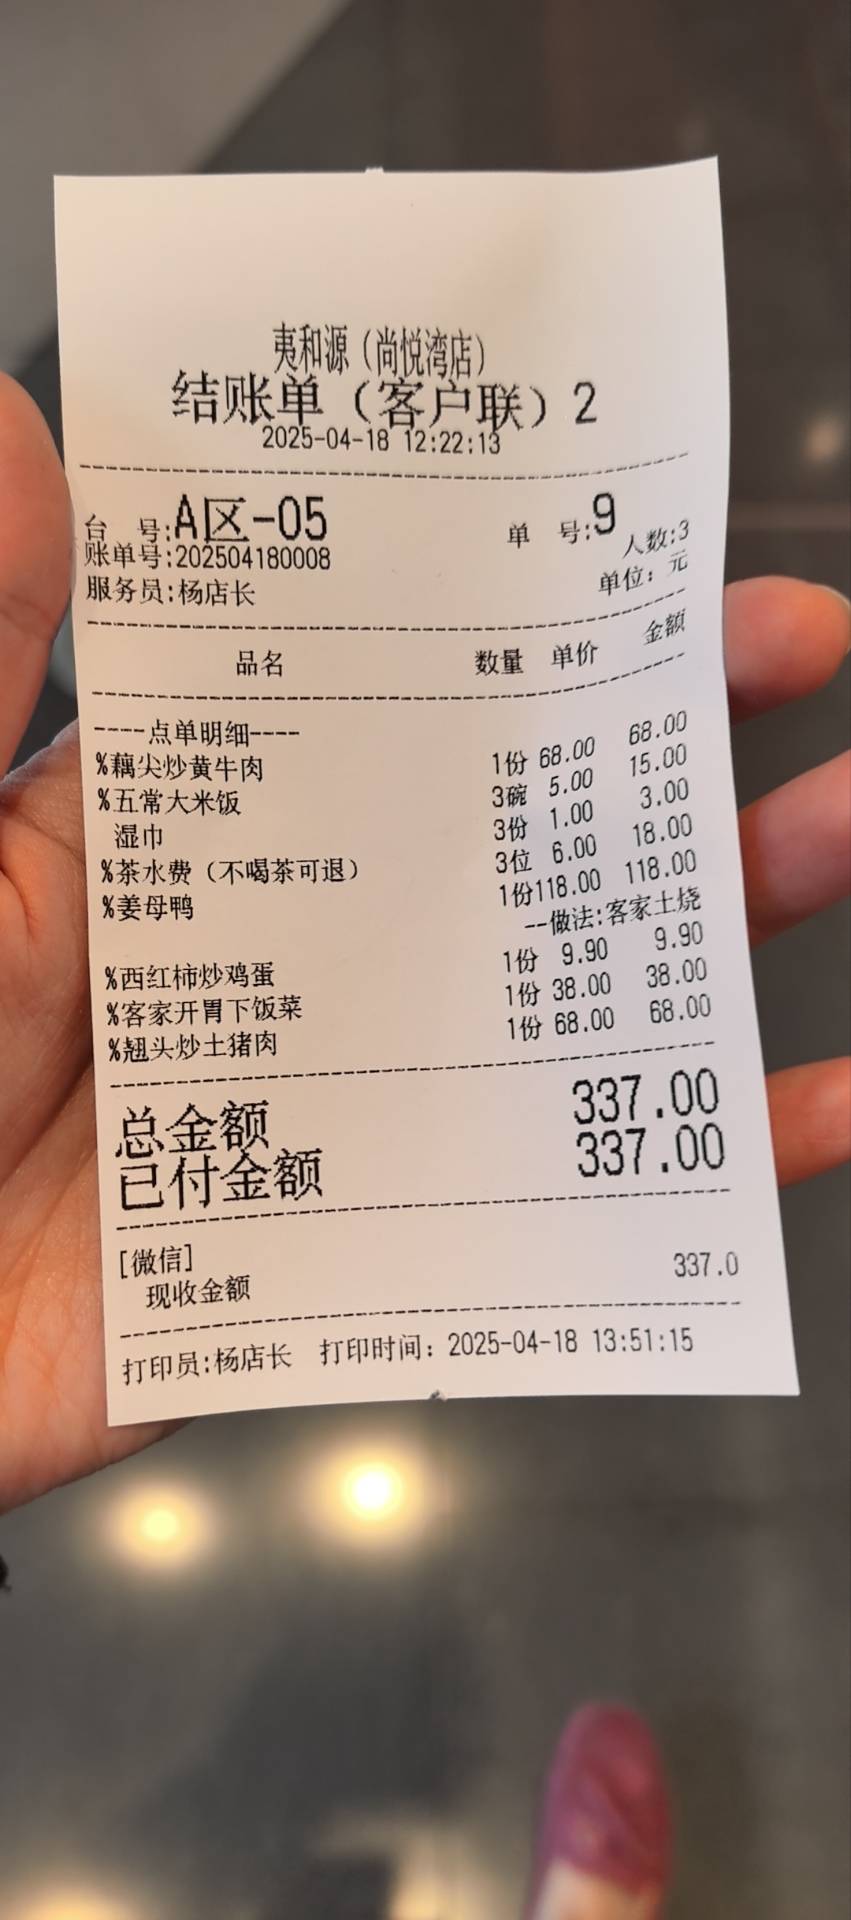 夷和源（尚悦湾店）
结账单（客户联）2
2025-04-18 12:22:13
台 号:A区-05 单 号:9
账单号:202504180008 人数:3
服务员:杨店长 单位：元
品名 数量 单价 金额
----点单明细----
%藕尖炒黄牛肉 1份 68.00 68.00
%五常大米饭 3碗 5.00 15.00
湿巾 3份 1.00 3.00
%茶水费（不喝茶可退） 3位 6.00 18.00
%姜母鸭 1份118.00 118.00
--做法:客家土烧
%西红柿炒鸡蛋 1份 9.90 9.90
%客家开胃下饭菜 1份 38.00 38.00
%翘头炒土猪肉 1份 68.00 68.00
总金额 337.00
已付金额 337.00
[微信]
现收金额 337.0
打印员:杨店长 打印时间：2025-04-18 13:51:15